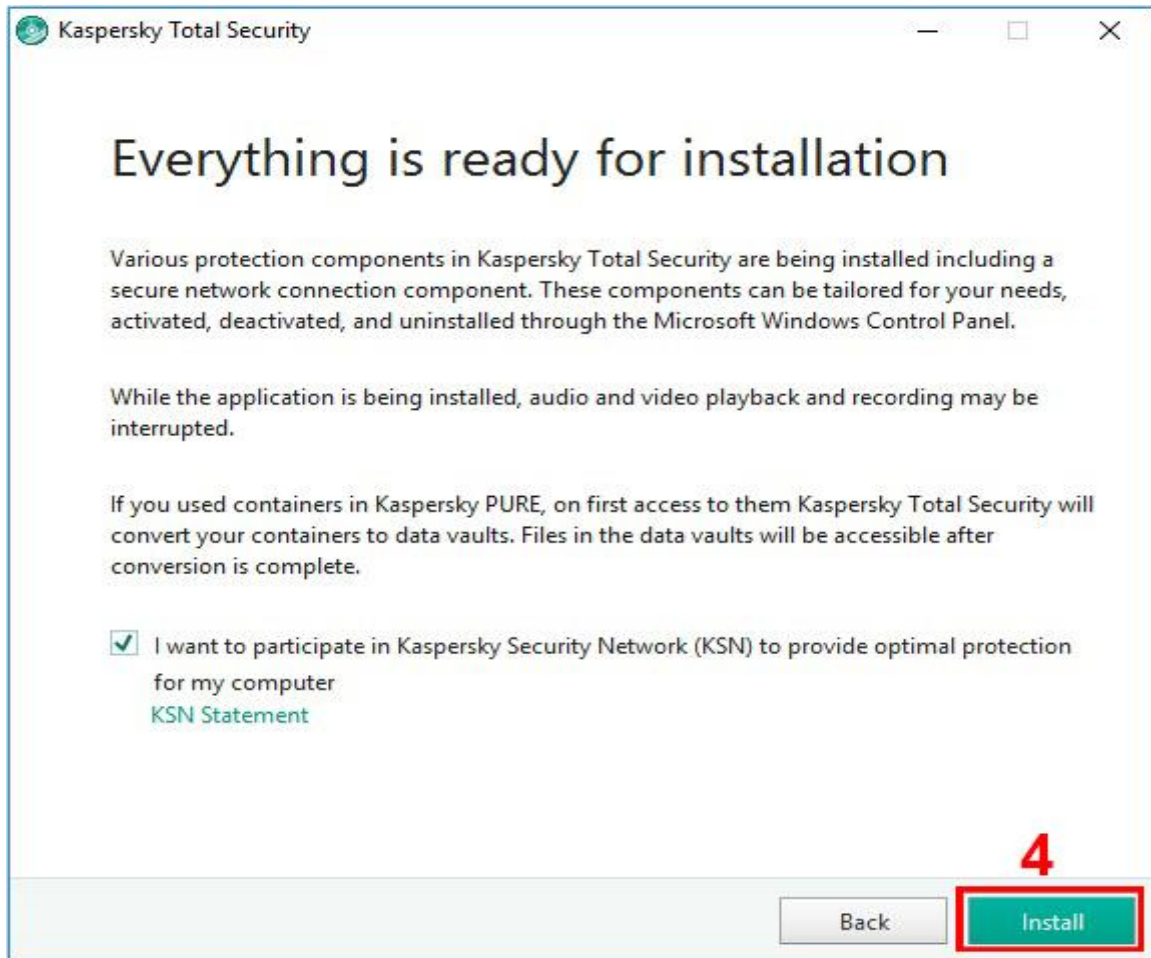 Kaspersky Total Security
Everything is ready for installation
Various protection components in Kaspersky Total Security are being installed including a
secure network connection component. These components can be tailored for your needs,
activated, deactivated, and uninstalled through the Microsoft Windows Control Panel.
While the application is being installed, audio and video playback and recording may be
interrupted.
If you used containers in Kaspersky PURE, on first access to them Kaspersky Total Security will
convert your containers to data vaults. Files in the data vaults will be accessible after
conversion is complete.
I want to participate in Kaspersky Security Network (KSN) to provide optimal protection
for my computer
KSN Statement
4
Back
Install